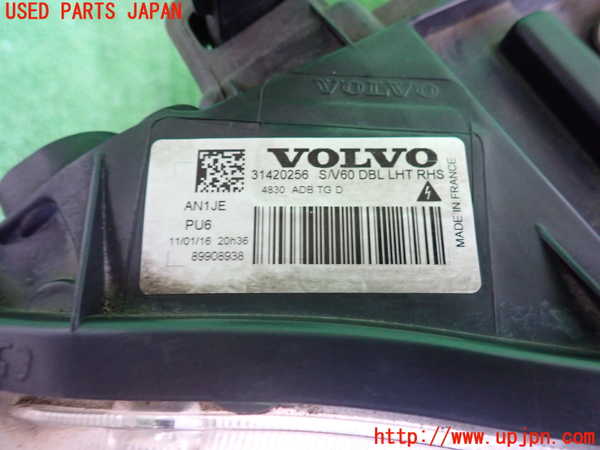 USED PARTS JAPAN
VOLVO
VOLVO
31420256 S/V60 DBL LHT RHS
4830 ADB TG D
AN1JE
PU6
11/01/16 20h36
89908938
MADE IN FRANCE
http://www.upjpn.com/